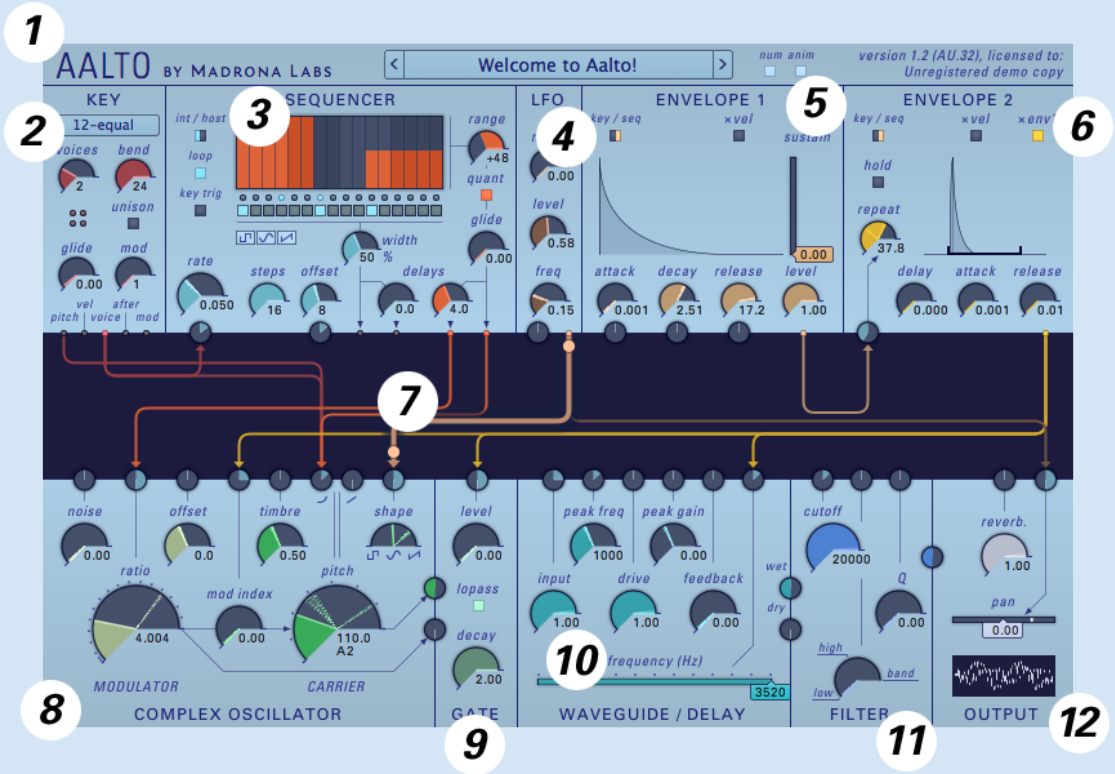 1
AALTO BY MADRONA LABS
< Welcome to Aalto! >
num anim
version 1.2 (AU.32), licensed to:
Unregistered demo copy
KEY
2
12-equal
voices bend
2 24
unison
glide mod
0.00 1
vel after
pitch voice mod
3
SEQUENCER
int / host
loop
key trig
range
+48
quant
glide
0.00
width
%
50
rate
0.050
steps offset
16 8
delays
0.0 4.0
LFO
4
0.00
level
0.58
freq
0.15
ENVELOPE 1
5
key / seq
×vel
sustain
0.00
attack decay release level
0.001 2.51 17.2 1.00
ENVELOPE 2
6
key / seq
×vel
×env1
hold
repeat
37.8
delay attack release
0.000 0.001 0.01
7
noise offset timbre shape
0.00 0.0 0.50
ratio mod index pitch
4.004 0.00 110.0
A2
MODULATOR CARRIER
8
COMPLEX OSCILLATOR
level
0.00
lopass
decay
2.00
GATE
9
peak freq peak gain
1000 0.00
input drive feedback
1.00 1.00 0.00
wet
dry
10
frequency (Hz)
3520
WAVEGUIDE / DELAY
cutoff
20000
Q
0.00
high
band
low
FILTER
11
reverb.
1.00
pan
0.00
OUTPUT
12